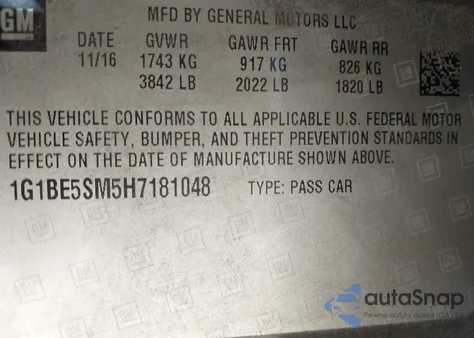 GM
MFD BY GENERAL MOTORS LLC
DATE GVWR GAWR FRT GAWR RR
11/16 1743 KG 917 KG 826 KG
3842 LB 2022 LB 1820 LB
THIS VEHICLE CONFORMS TO ALL APPLICABLE U.S. FEDERAL MOTOR
VEHICLE SAFETY, BUMPER, AND THEFT PREVENTION STANDARDS IN
EFFECT ON THE DATE OF MANUFACTURE SHOWN ABOVE.
1G1BE5SM5H7181048 TYPE: PASS CAR
autaSnap